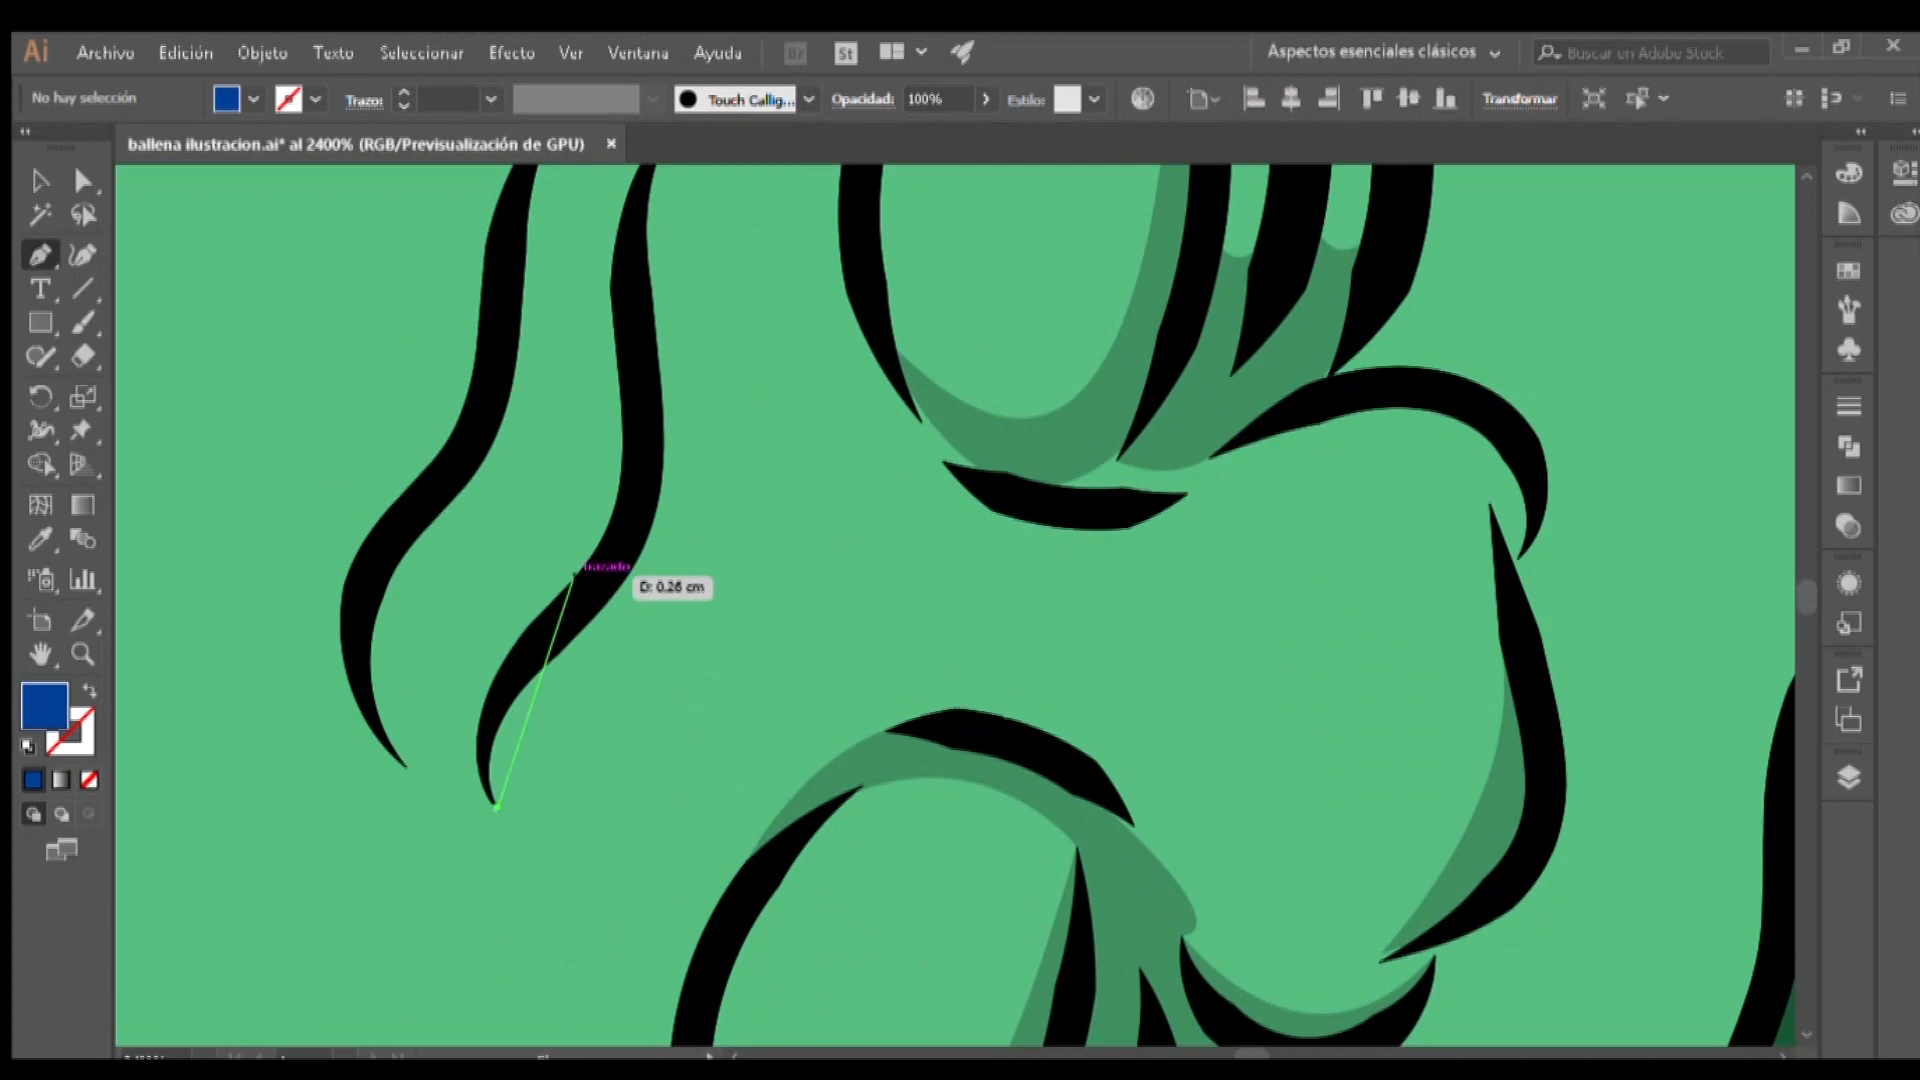 Ai Archivo Edición Objeto Texto Seleccionar Efecto Ver Ventana Ayuda Br St Aspectos esenciales clásicos Buscar en Adobe Stock
No hay selección Trazo: Touch Callig... Opacidad: 100% Estilo: Transformar
ballena ilustracion.ai* al 2400% (RGB/Previsualización de GPU)
trazado
D: 0.26 cm